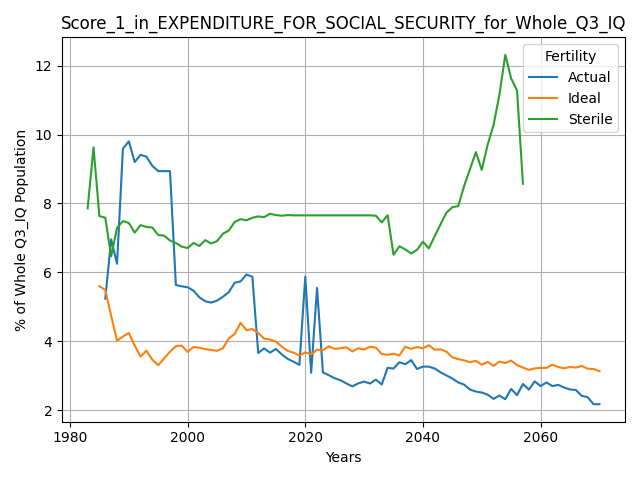 Score_1_in_EXPENDITURE_FOR_SOCIAL_SECURITY_for_Whole_Q3_IQ
Fertility
Actual
Ideal
Sterile
% of Whole Q3_IQ Population
12
10
8
6
4
2
1980
2000
2020
2040
2060
Years